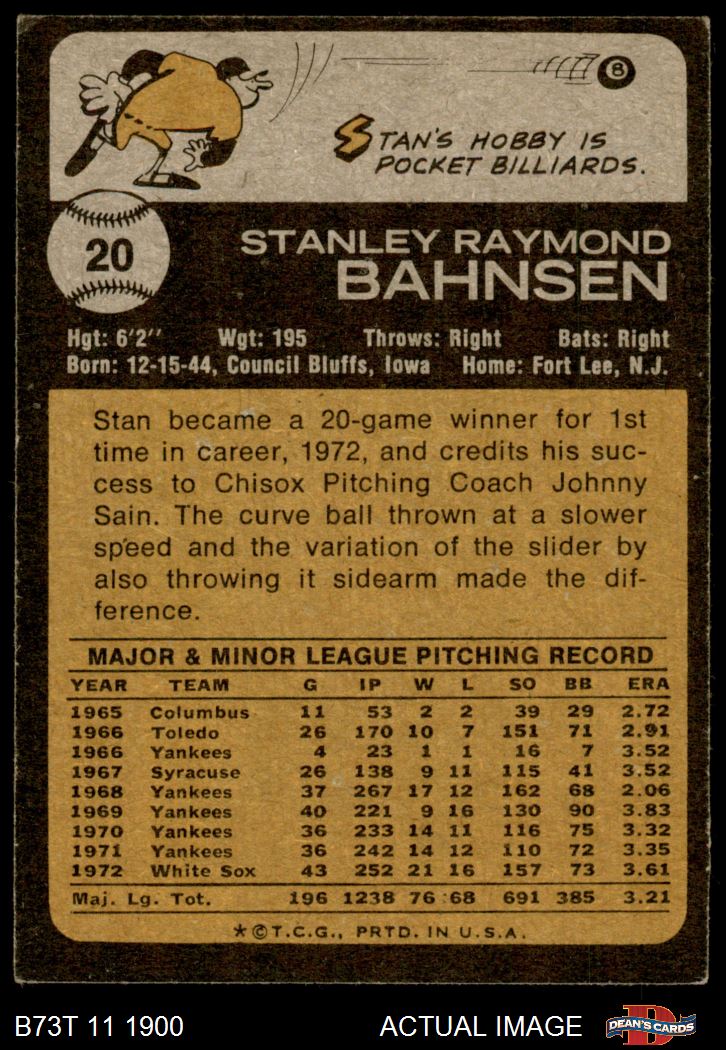 8
STAN'S HOBBY IS
POCKET BILLIARDS.
20
STANLEY RAYMOND
BAHNSEN
Hgt: 6'2" Wgt: 195 Throws: Right Bats: Right
Born: 12-15-44, Council Bluffs, Iowa Home: Fort Lee, N.J.
Stan became a 20-game winner for 1st
time in career, 1972, and credits his suc-
cess to Chisox Pitching Coach Johnny
Sain. The curve ball thrown at a slower
speed and the variation of the slider by
also throwing it sidearm made the dif-
ference.
MAJOR & MINOR LEAGUE PITCHING RECORD
YEAR TEAM G IP W L SO BB ERA
1965 Columbus 11 53 2 2 39 29 2.72
1966 Toledo 26 170 10 7 151 71 2.91
1966 Yankees 4 23 1 1 16 7 3.52
1967 Syracuse 26 138 9 11 115 41 3.52
1968 Yankees 37 267 17 12 162 68 2.06
1969 Yankees 40 221 9 16 130 90 3.83
1970 Yankees 36 233 14 11 116 75 3.32
1971 Yankees 36 242 14 12 110 72 3.35
1972 White Sox 43 252 21 16 157 73 3.61
Maj. Lg. Tot. 196 1238 76 68 691 385 3.21
*©T.C.G., PRTD. IN U.S.A.
B73T 11 1900 ACTUAL IMAGE D DEAN'S CARDS